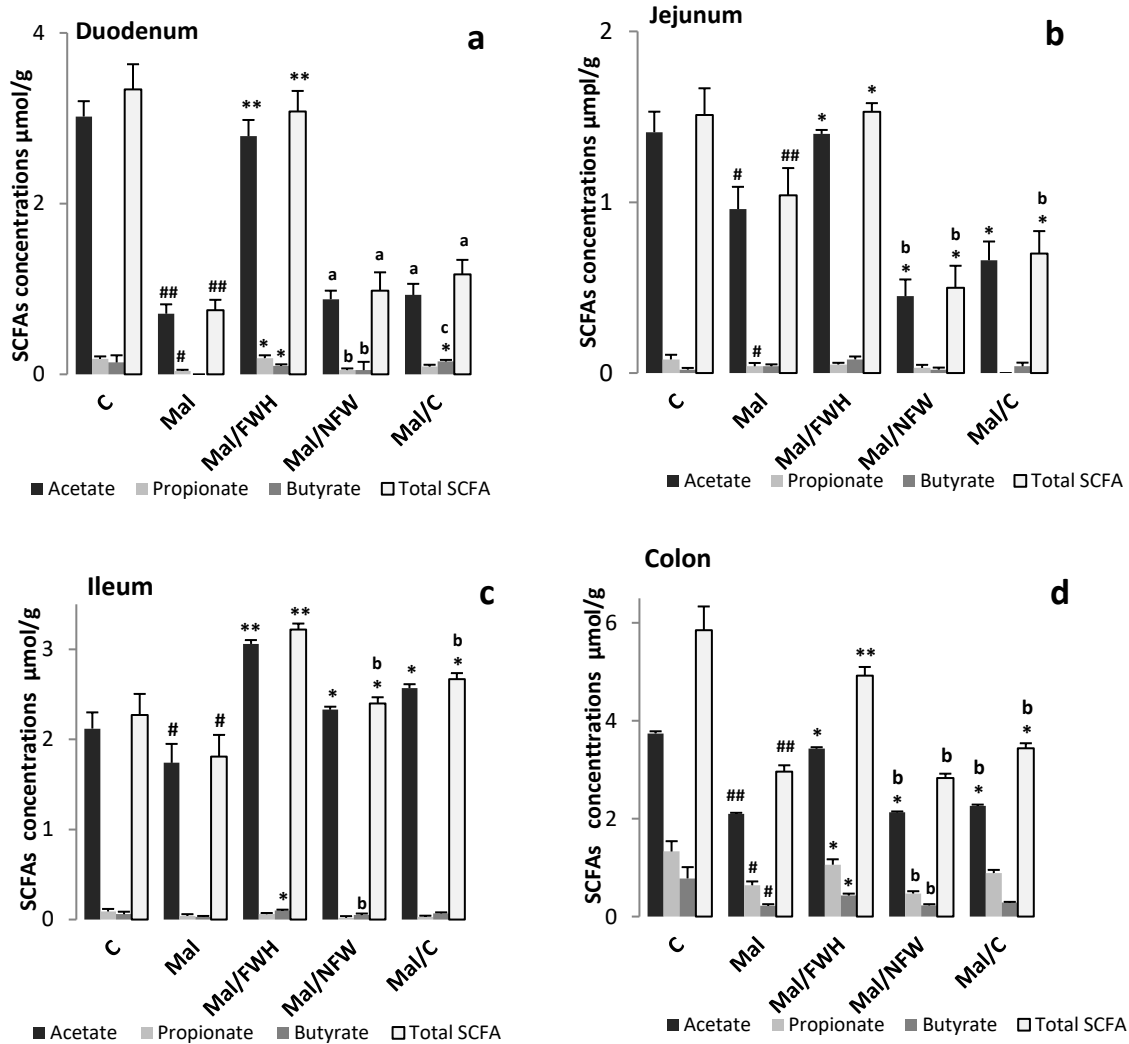 Duodenum
a
SCFAs concentrations µmol/g
4
2
0
## # ##
** * * **
a b b a
a c * a
C Mal Mal/FWH Mal/NFW Mal/C
Acetate Propionate Butyrate Total SCFA
Jejunum
b
SCFAs concentrations µmpl/g
2
1
0
# # ##
* *
b * b *
* b *
C Mal Mal/FWH Mal/NFW Mal/C
Acetate Propionate Butyrate Total SCFA
Ileum
c
SCFAs concentrations µmol/g
3
2
1
0
# #
** * **
* b b *
* b *
C Mal Mal/FWH Mal/NFW Mal/C
Acetate Propionate Butyrate Total SCFA
Colon
d
SCFAs concenttrations µmol/g
6
4
2
0
## # # ##
* * * **
b * b b b
b * b *
C Mal Mal/FWH Mal/NFW Mal/C
Acetate Propionate Butyrate Total SCFA